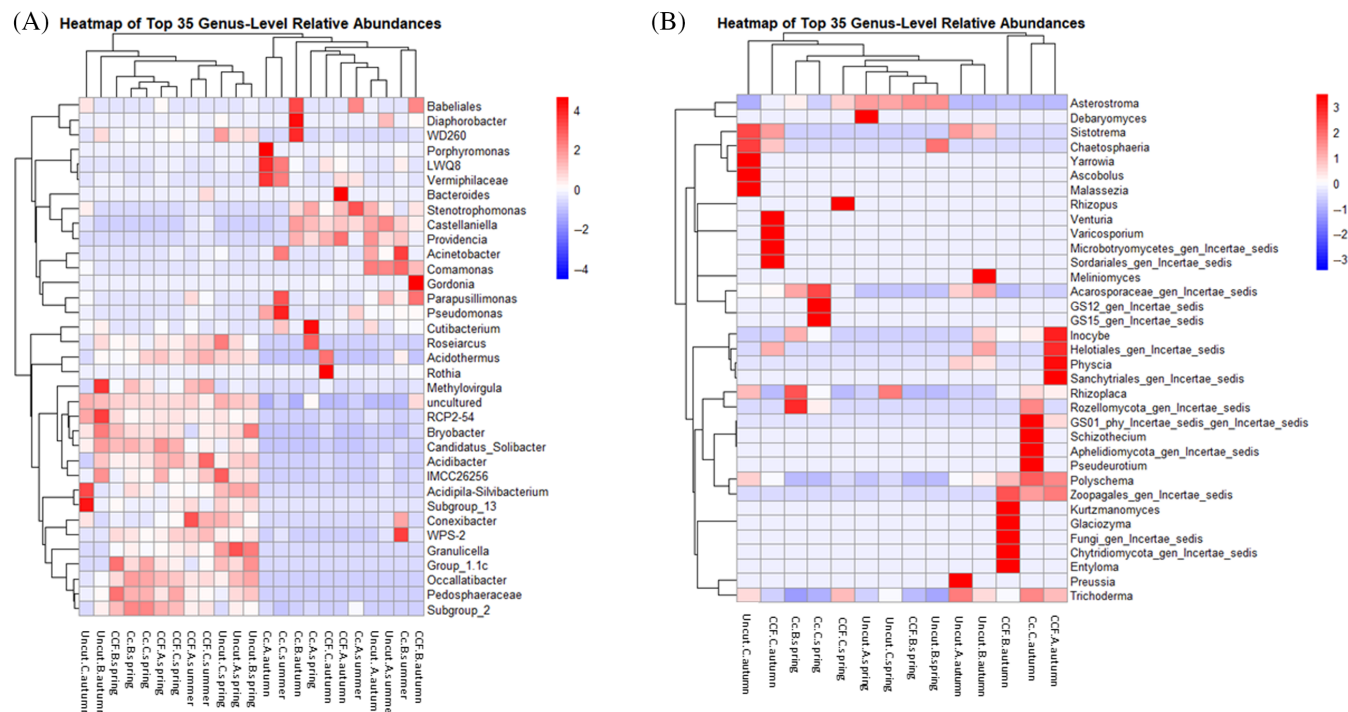 (A)
Heatmap of Top 35 Genus-Level Relative Abundances
Babeliales
Diaphorobacter
WD260
Porphyromonas
LWQ8
Vermiphilaceae
Bacteroides
Stenotrophomonas
Castellaniella
Providencia
Acinetobacter
Comamonas
Gordonia
Parapusillimonas
Pseudomonas
Cutibacterium
Roseiarcus
Acidothermus
Rothia
Methylovirgula
uncultured
RCP2-54
Bryobacter
Candidatus_Solibacter
Acidibacter
IMCC26256
Acidipila-Silvibacterium
Subgroup_13
Conexibacter
WPS-2
Granulicella
Group_1.1c
Occallatibacter
Pedosphaeraceae
Subgroup_2
4
2
0
−2
−4
Uncut.C.autumn
Uncut.B.autumn
CCF.B.spring
Cc.B.spring
Cc.C.spring
CCF.A.spring
CCF.C.spring
CCF.A.summer
CCF.C.summer
Uncut.C.spring
Uncut.A.spring
Uncut.B.spring
Cc.A.autumn
Cc.C.summer
Cc.B.autumn
Cc.A.spring
CCF.C.autumn
CCF.A.autumn
Cc.A.summer
Uncut.A.autum
Uncut.A.summer
Cc.B.summer
CCF.B.autumn
(B)
Heatmap of Top 35 Genus-Level Relative Abundances
Asterostroma
Debaryomyces
Sistotrema
Chaetosphaeria
Yarrowia
Ascobolus
Malassezia
Rhizopus
Venturia
Varicosporium
Microbotryomycetes_gen_Incertae_sedis
Sordariales_gen_Incertae_sedis
Meliniomyces
Acarosporaceae_gen_Incertae_sedis
GS12_gen_Incertae_sedis
GS15_gen_Incertae_sedis
Inocybe
Helotiales_gen_Incertae_sedis
Physcia
Sanchytriales_gen_Incertae_sedis
Rhizoplaca
Rozellomycota_gen_Incertae_sedis
GS01_phy_Incertae_sedis_gen_Incertae_sedis
Schizothecium
Aphelidiomycota_gen_Incertae_sedis
Pseudeurotium
Polyschema
Zoopagales_gen_Incertae_sedis
Kurtzmanomyces
Glaciozyma
Fungi_gen_Incertae_sedis
Chytridiomycota_gen_Incertae_sedis
Entyloma
Preussia
Trichoderma
3
2
1
0
−1
−2
−3
Uncut.C.autumn
CCF.C.autumn
Cc.B.spring
Cc.C.spring
CCF.C.spring
Uncut.A.spring
Uncut.C.spring
CCF.B.spring
Uncut.B.spring
Uncut.A.autumn
Uncut.B.autumn
CCF.B.autumn
Cc.C.autumn
CCF.A.autumn